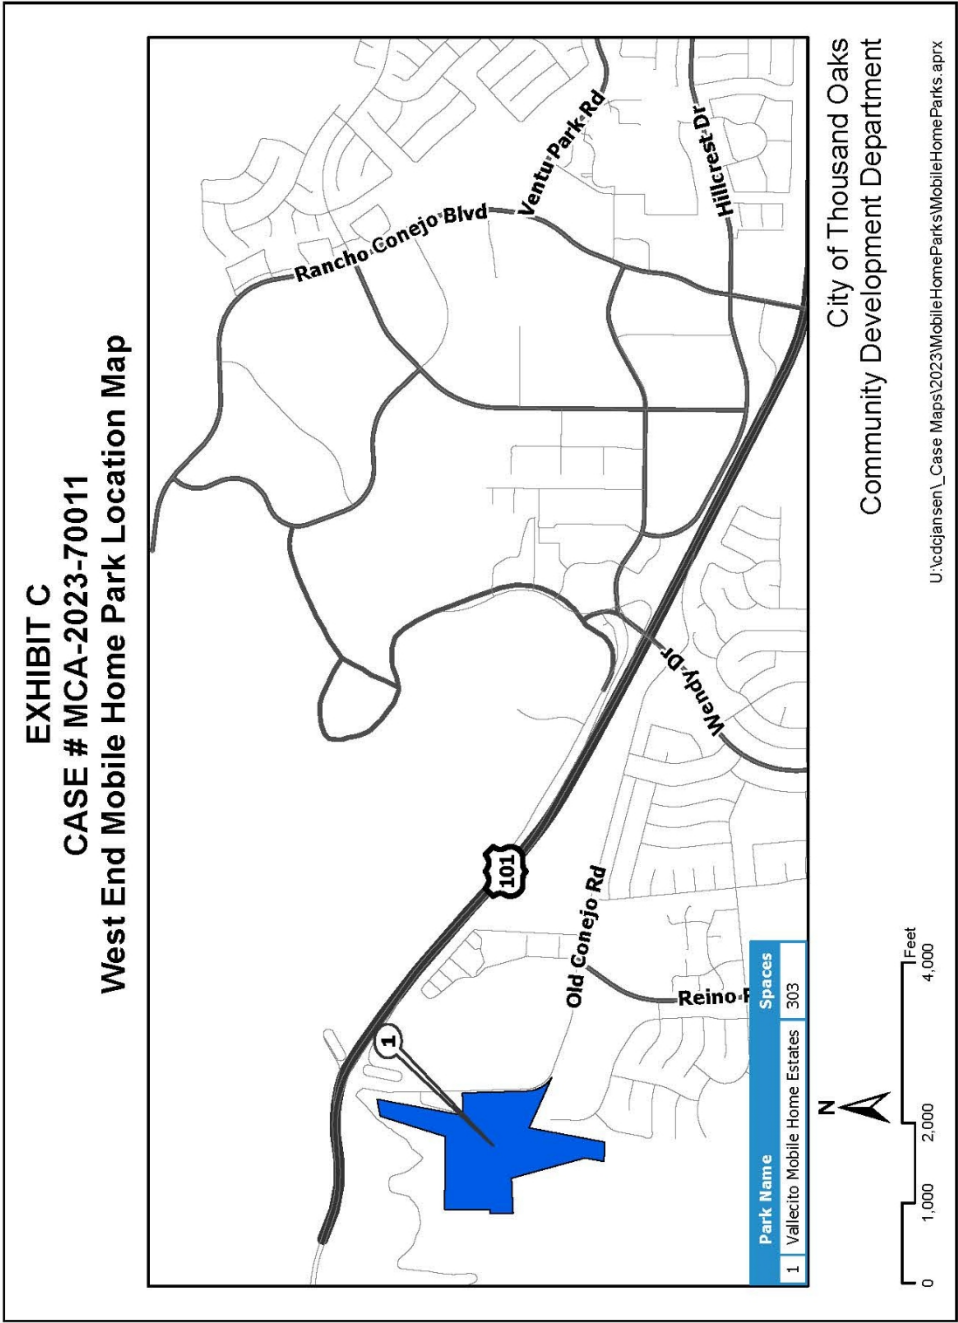 EXHIBIT C
CASE # MCA-2023-70011
West End Mobile Home Park Location Map
Rancho Conejo Blvd
Ventu Park Rd
Hillcrest Dr
101
Wendy Dr
Old Conejo Rd
Reino
1
Park Name Spaces
1 Vallecito Mobile Home Estates 303
N
0 1,000 2,000 4,000
Feet
City of Thousand Oaks
Community Development Department
U:\cdcjansen\_Case Maps\2023\MobileHomeParks\MobileHomeParks.aprx